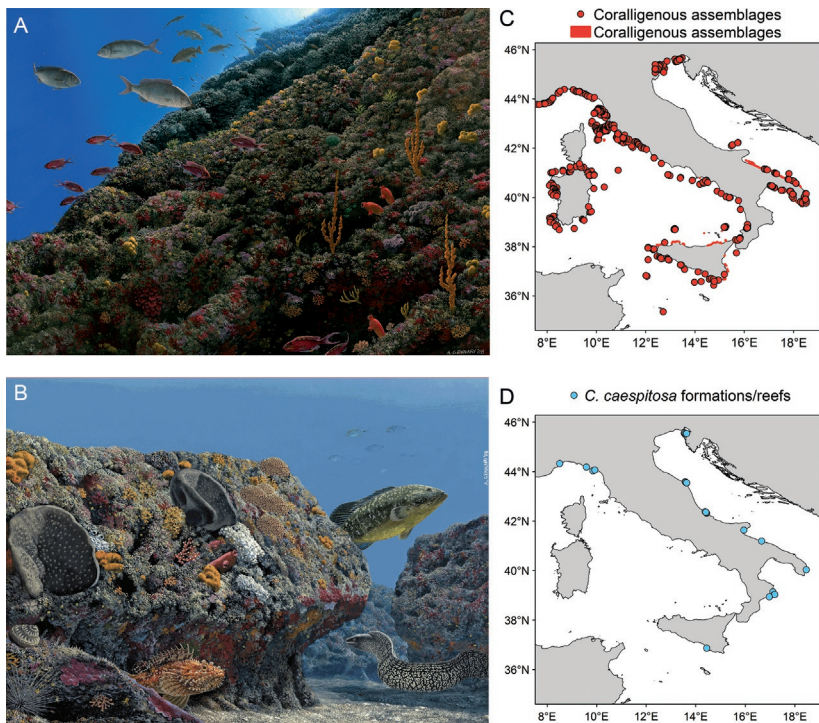 A
C
Coralligenous assemblages
Coralligenous assemblages
46°N
44°N
42°N
40°N
38°N
36°N
8°E
10°E
12°E
14°E
16°E
18°E
B
D
C. caespitosa formations/reefs
46°N
44°N
42°N
40°N
38°N
36°N
8°E
10°E
12°E
14°E
16°E
18°E